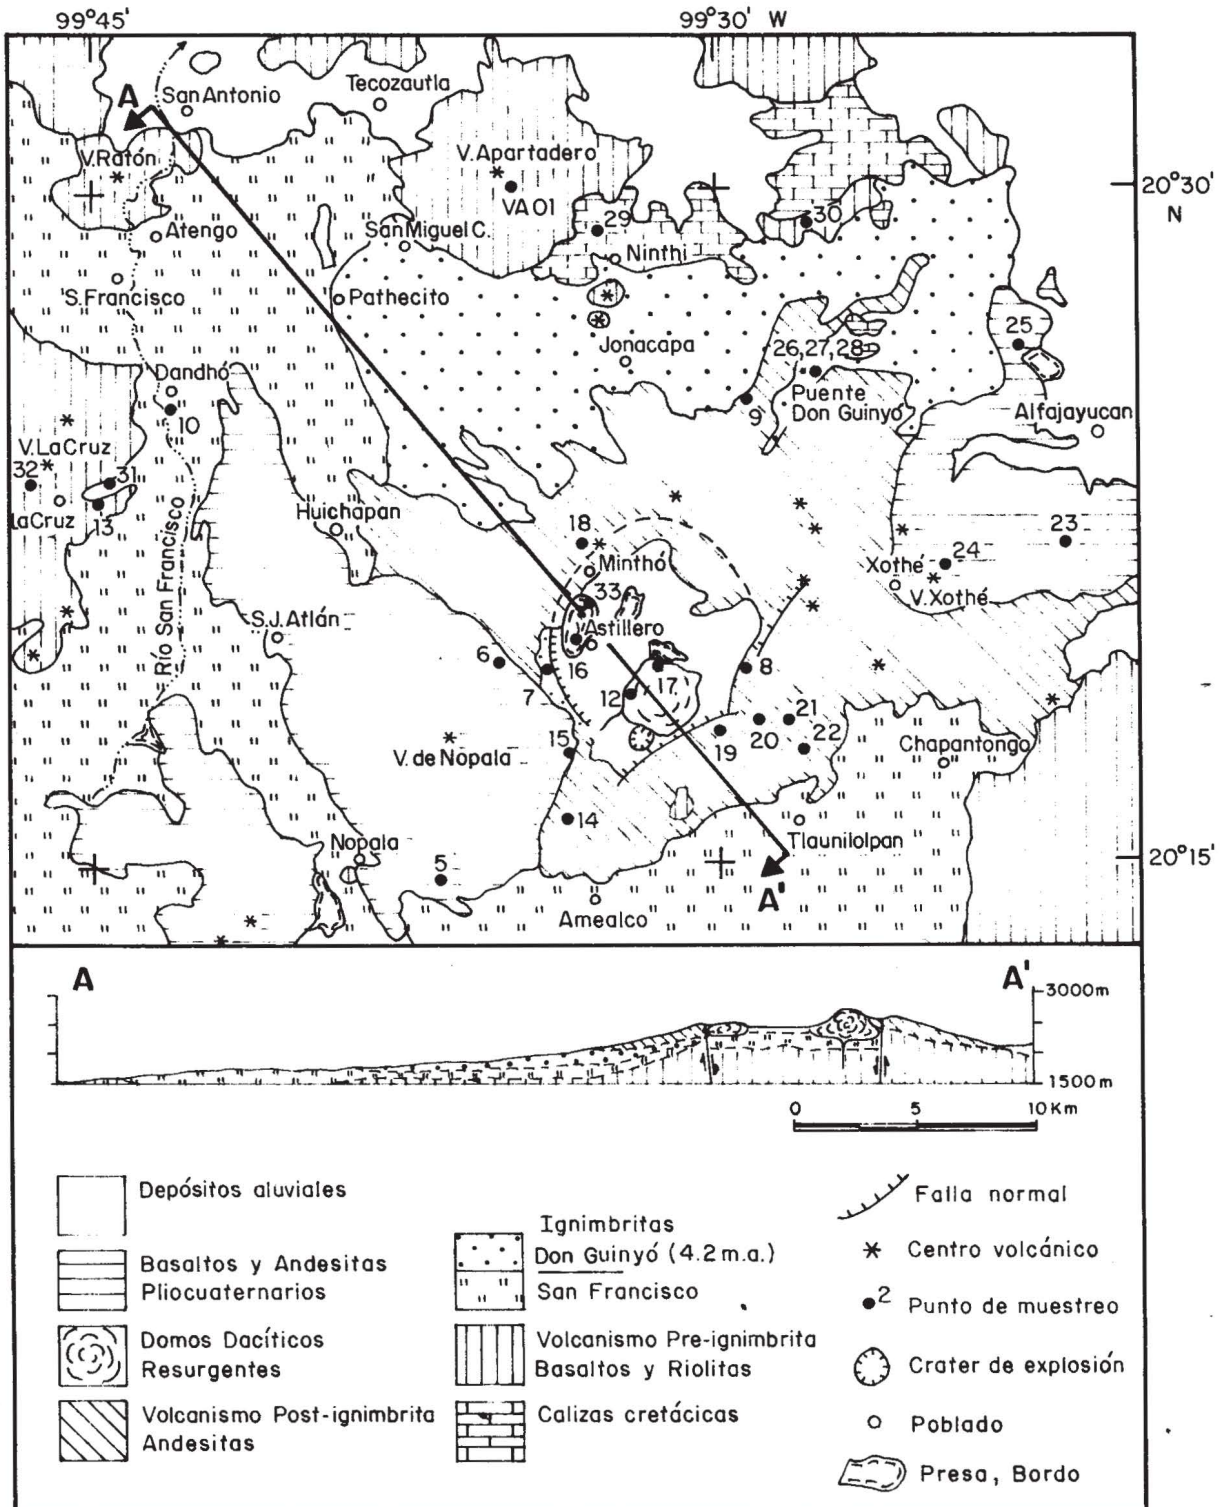 99°45'
99°30' W
A
San Antonio
Tecozautla
V. Ratón
V. Apartadero
VA 01
20°30'
N
29
30
Atengo
San Miguel C.
Ninthi
S. Francisco
Pathecito
25
Jonacapa
26, 27, 28
Dandhó
Puente
Don Guinyó
9
Alfajayucan
10
V. La Cruz
32
31
La Cruz
13
Huichapan
18
23
24
Minthó
Xothé
V. Xothé
Río San Francisco
33
S.J. Atlán
Astillero
6
16
7
12
17
8
20
21
22
19
15
V. de Nopala
Chapantongo
14
Nopala
Tlaunilolpan
5
20°15'
A'
Amealco
A
A'
3000 m
1500 m
0 5 10 Km
Depósitos aluviales
Basaltos y Andesitas
Pliocuaternarios
Domos Dacíticos
Resurgentes
Volcanismo Post-ignimbrita
Andesitas
Ignimbritas
Don Guinyó (4.2 m.a.)
San Francisco
Volcanismo Pre-ignimbrita
Basaltos y Riolitas
Calizas cretácicas
Falla normal
Centro volcánico
2 Punto de muestreo
Crater de explosión
Poblado
Presa, Bordo